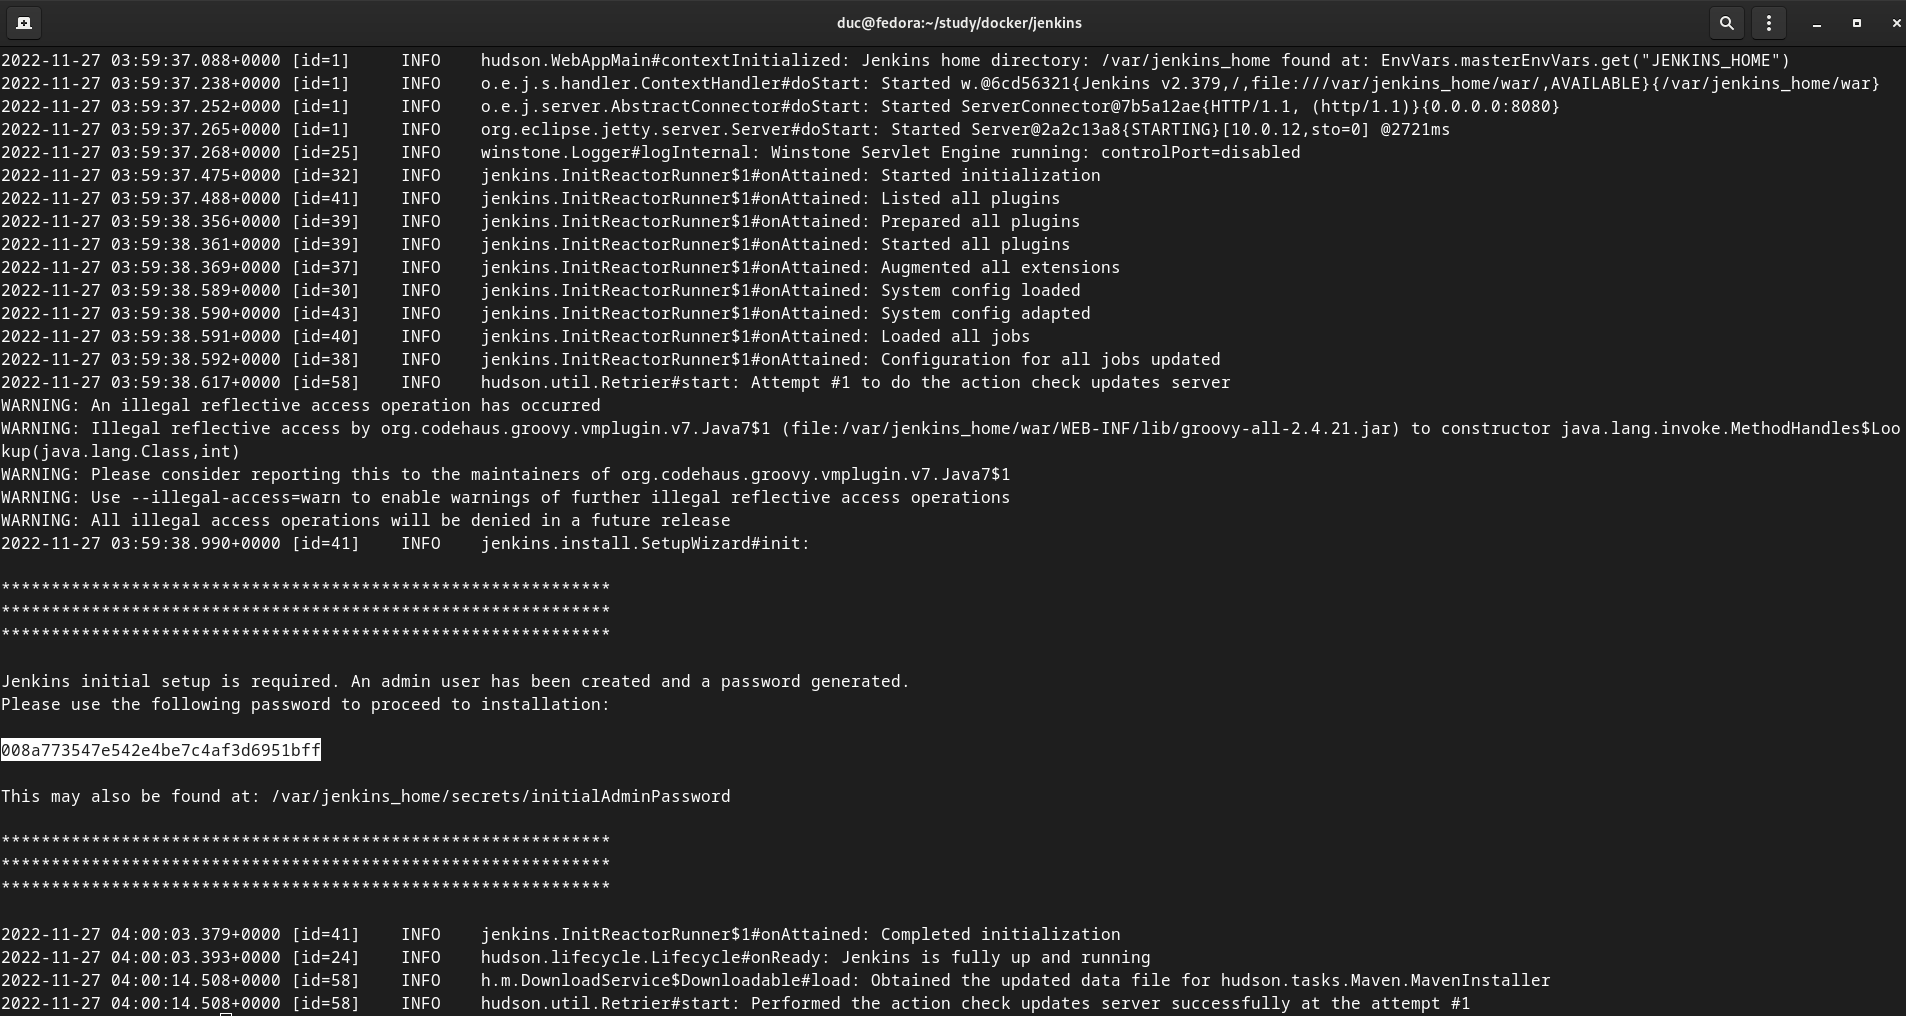 duc@fedora:~/study/docker/jenkins
2022-11-27 03:59:37.088+0000 [id=1]    INFO    hudson.WebAppMain#contextInitialized: Jenkins home directory: /var/jenkins_home found at: EnvVars.masterEnvVars.get("JENKINS_HOME")
2022-11-27 03:59:37.238+0000 [id=1]    INFO    o.e.j.s.handler.ContextHandler#doStart: Started w.@6cd56321{Jenkins v2.379,/,file:///var/jenkins_home/war/,AVAILABLE}{/var/jenkins_home/war}
2022-11-27 03:59:37.252+0000 [id=1]    INFO    o.e.j.server.AbstractConnector#doStart: Started ServerConnector@7b5a12ae{HTTP/1.1, (http/1.1)}{0.0.0.0:8080}
2022-11-27 03:59:37.265+0000 [id=1]    INFO    org.eclipse.jetty.server.Server#doStart: Started Server@2a2c13a8{STARTING}[10.0.12,sto=0] @2721ms
2022-11-27 03:59:37.268+0000 [id=25]    INFO    winstone.Logger#logInternal: Winstone Servlet Engine running: controlPort=disabled
2022-11-27 03:59:37.475+0000 [id=32]    INFO    jenkins.InitReactorRunner$1#onAttained: Started initialization
2022-11-27 03:59:37.488+0000 [id=41]    INFO    jenkins.InitReactorRunner$1#onAttained: Listed all plugins
2022-11-27 03:59:38.356+0000 [id=39]    INFO    jenkins.InitReactorRunner$1#onAttained: Prepared all plugins
2022-11-27 03:59:38.361+0000 [id=39]    INFO    jenkins.InitReactorRunner$1#onAttained: Started all plugins
2022-11-27 03:59:38.369+0000 [id=37]    INFO    jenkins.InitReactorRunner$1#onAttained: Augmented all extensions
2022-11-27 03:59:38.589+0000 [id=30]    INFO    jenkins.InitReactorRunner$1#onAttained: System config loaded
2022-11-27 03:59:38.590+0000 [id=43]    INFO    jenkins.InitReactorRunner$1#onAttained: System config adapted
2022-11-27 03:59:38.591+0000 [id=40]    INFO    jenkins.InitReactorRunner$1#onAttained: Loaded all jobs
2022-11-27 03:59:38.592+0000 [id=38]    INFO    jenkins.InitReactorRunner$1#onAttained: Configuration for all jobs updated
2022-11-27 03:59:38.617+0000 [id=58]    INFO    hudson.util.Retrier#start: Attempt #1 to do the action check updates server
WARNING: An illegal reflective access operation has occurred
WARNING: Illegal reflective access by org.codehaus.groovy.vmplugin.v7.Java7$1 (file:/var/jenkins_home/war/WEB-INF/lib/groovy-all-2.4.21.jar) to constructor java.lang.invoke.MethodHandles$Loo
kup(java.lang.Class,int)
WARNING: Please consider reporting this to the maintainers of org.codehaus.groovy.vmplugin.v7.Java7$1
WARNING: Use --illegal-access=warn to enable warnings of further illegal reflective access operations
WARNING: All illegal access operations will be denied in a future release
2022-11-27 03:59:38.990+0000 [id=41]    INFO    jenkins.install.SetupWizard#init:
*************************************************************
*************************************************************
*************************************************************
Jenkins initial setup is required. An admin user has been created and a password generated.
Please use the following password to proceed to installation:
008a773547e542e4be7c4af3d6951bff
This may also be found at: /var/jenkins_home/secrets/initialAdminPassword
*************************************************************
*************************************************************
*************************************************************
2022-11-27 04:00:03.379+0000 [id=41]    INFO    jenkins.InitReactorRunner$1#onAttained: Completed initialization
2022-11-27 04:00:03.393+0000 [id=24]    INFO    hudson.lifecycle.Lifecycle#onReady: Jenkins is fully up and running
2022-11-27 04:00:14.508+0000 [id=58]    INFO    h.m.DownloadService$Downloadable#load: Obtained the updated data file for hudson.tasks.Maven.MavenInstaller
2022-11-27 04:00:14.508+0000 [id=58]    INFO    hudson.util.Retrier#start: Performed the action check updates server successfully at the attempt #1